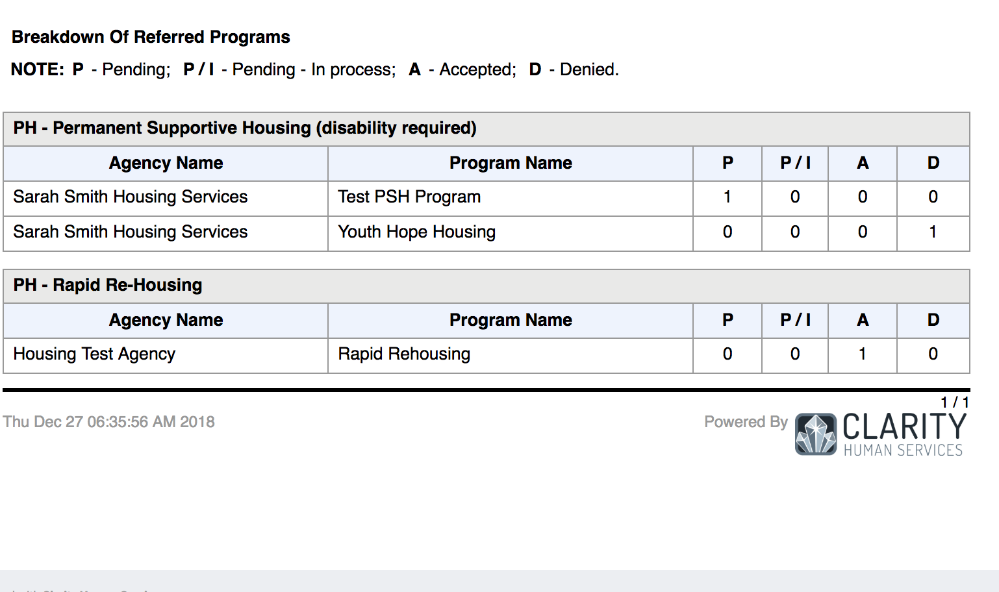 Breakdown Of Referred Programs
NOTE: P - Pending; P / I - Pending - In process; A - Accepted; D - Denied.
PH - Permanent Supportive Housing (disability required)
Agency Name Program Name P P / I A D
Sarah Smith Housing Services Test PSH Program 1 0 0 0
Sarah Smith Housing Services Youth Hope Housing 0 0 0 1
PH - Rapid Re-Housing
Agency Name Program Name P P / I A D
Housing Test Agency Rapid Rehousing 0 0 1 0
1 / 1
Thu Dec 27 06:35:56 AM 2018 Powered By CLARITY
HUMAN SERVICES